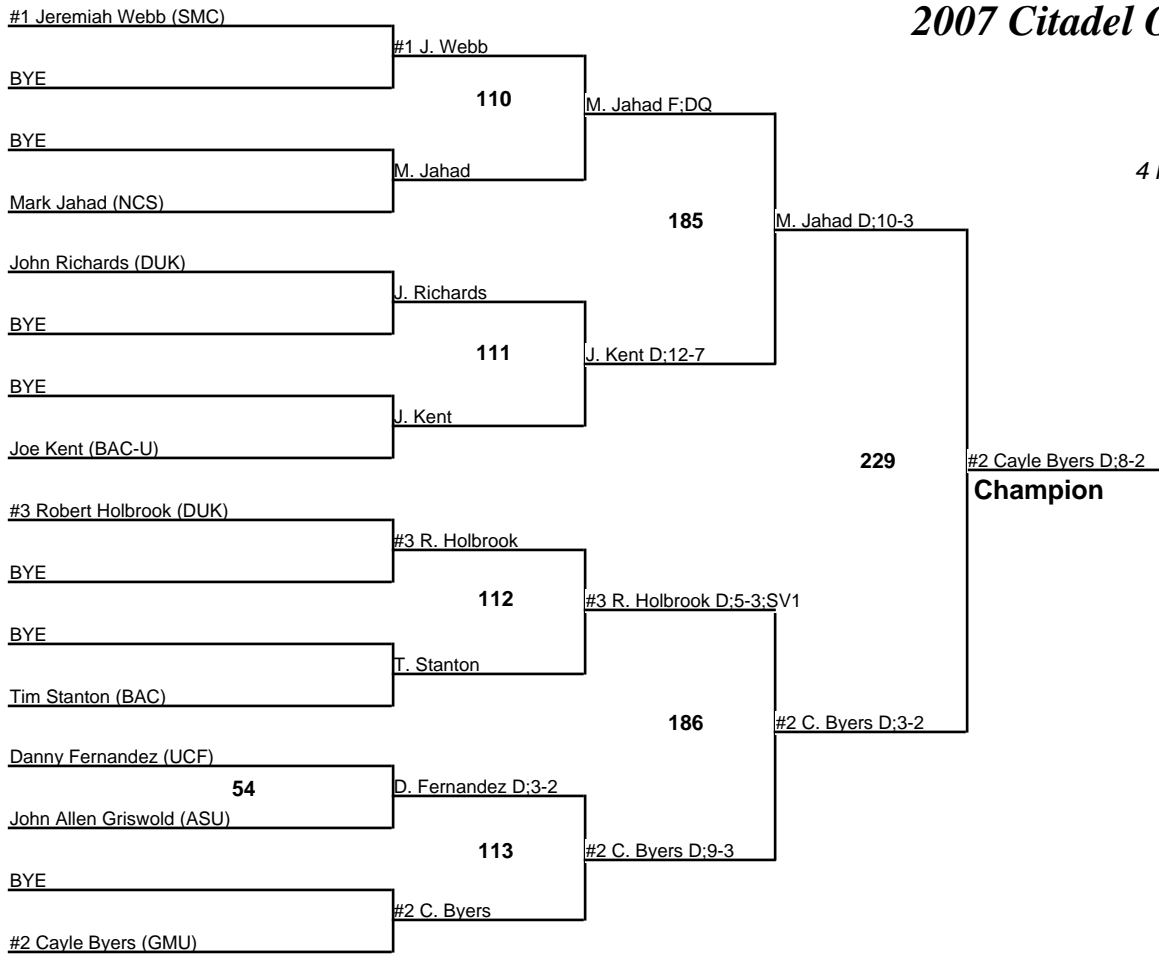 #1 Jeremiah Webb (SMC)
2007 Citadel
#1 J. Webb
BYE
110
M. Jahad F;DQ
BYE
M. Jahad
4
Mark Jahad (NCS)
185
M. Jahad D;10-3
John Richards (DUK)
J. Richards
BYE
111
J. Kent D;12-7
BYE
J. Kent
Joe Kent (BAC-U)
229
#2 Cayle Byers D;8-2
Champion
#3 Robert Holbrook (DUK)
#3 R. Holbrook
BYE
112
#3 R. Holbrook D;5-3;SV1
BYE
T. Stanton
Tim Stanton (BAC)
186
#2 C. Byers D;3-2
Danny Fernandez (UCF)
54
D. Fernandez D;3-2
John Allen Griswold (ASU)
113
#2 C. Byers D;9-3
BYE
#2 C. Byers
#2 Cayle Byers (GMU)